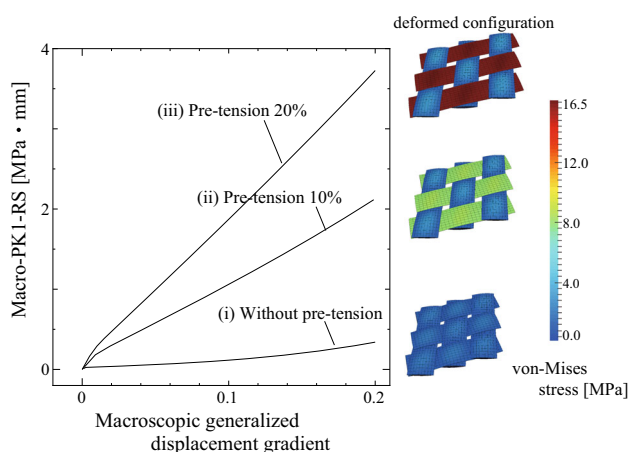 deformed configuration
4
(iii) Pre-tension 20%
16.5
12.0
Macro-PK1-RS [MPa・mm]
2
(ii) Pre-tension 10%
8.0
4.0
(i) Without pre-tension
0.0
0
von-Mises
stress [MPa]
0
0.1
0.2
Macroscopic generalized
displacement gradient